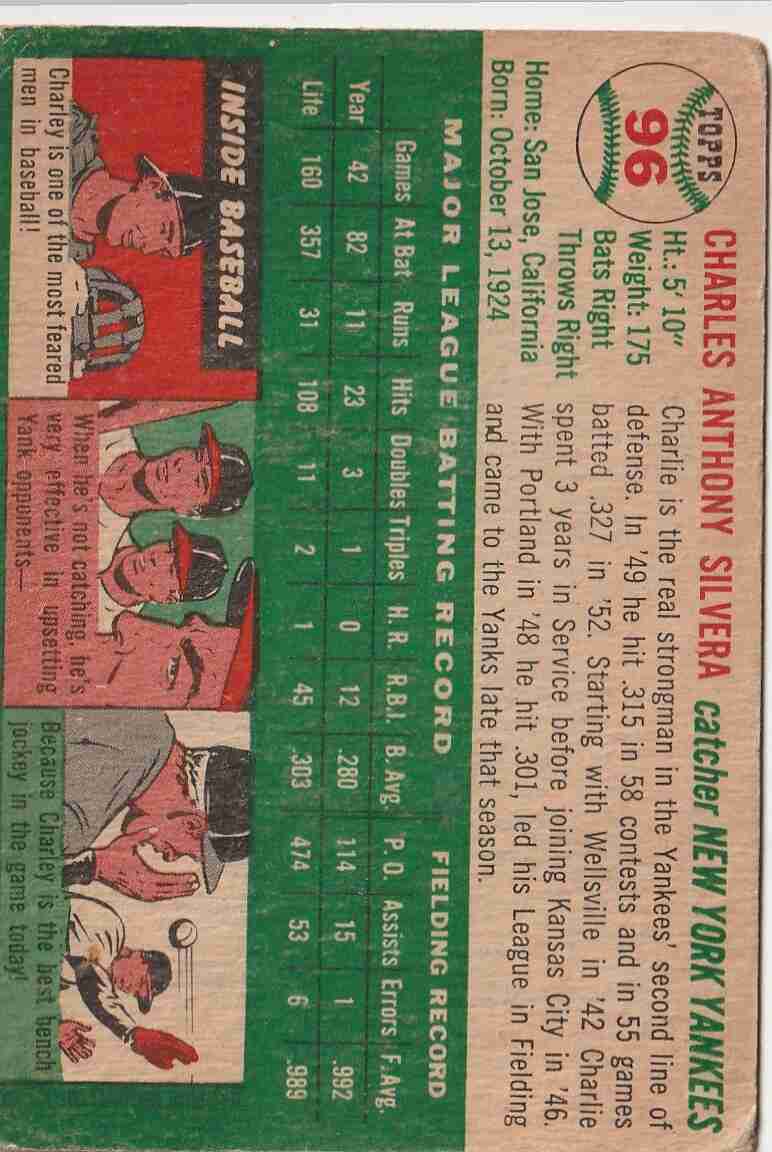 TOPPS
96
CHARLES ANTHONY SILVERA catcher NEW YORK YANKEES
Ht.: 5' 10"
Weight: 175
Bats Right
Throws Right
Home: San Jose, California
Born: October 13, 1924
Charlie is the real strongman in the Yankees' second line of
defense. In '49 he hit .315 in 58 contests and in 55 games
batted .327 in '52. Starting with Wellsville in '42 Charlie
spent 3 years in Service before joining Kansas City in '46.
With Portland in '48 he hit .301, led his League in Fielding
and came to the Yanks late that season.
MAJOR LEAGUE BATTING RECORD FIELDING RECORD
Games At Bat Runs Hits Doubles Triples H. R. R.B.I. B. Avg. P. O. Assists Errors F. Avg.
Year 42 82 11 23 3 1 0 12 .280 114 15 1 .992
Life 160 357 31 108 11 2 1 45 .303 474 53 6 .989
INSIDE BASEBALL
Charley is one of the most feared
men in baseball!
When he's not catching, he's
very effective in upsetting
Yank opponents—
Because Charley is the best bench
jockey in the game today!